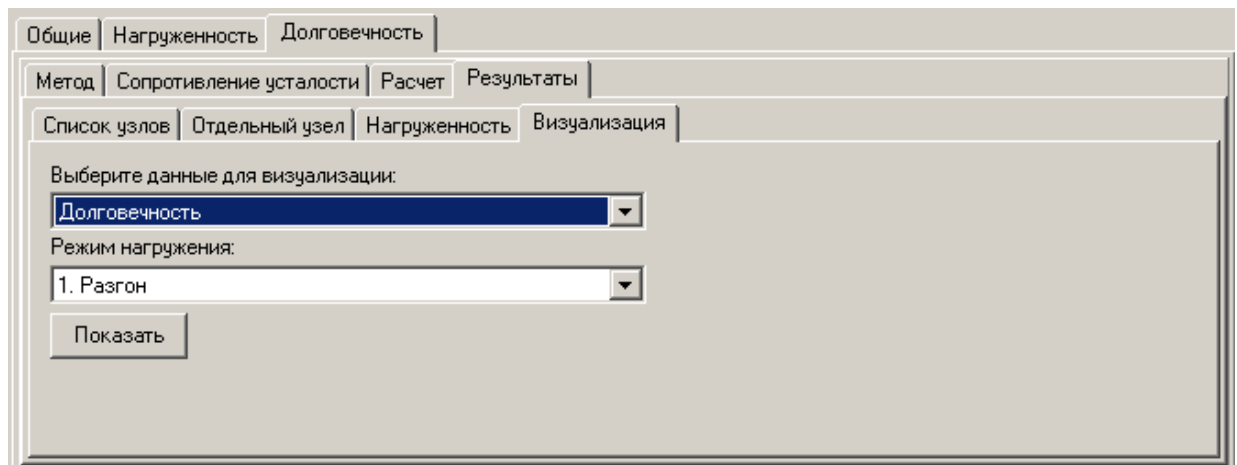 Общие Нагруженность Долговечность
Метод Сопротивление усталости Расчет Результаты
Список узлов Отдельный узел Нагруженность Визуализация
Выберите данные для визуализации:
Долговечность
Режим нагружения:
1. Разгон
Показать